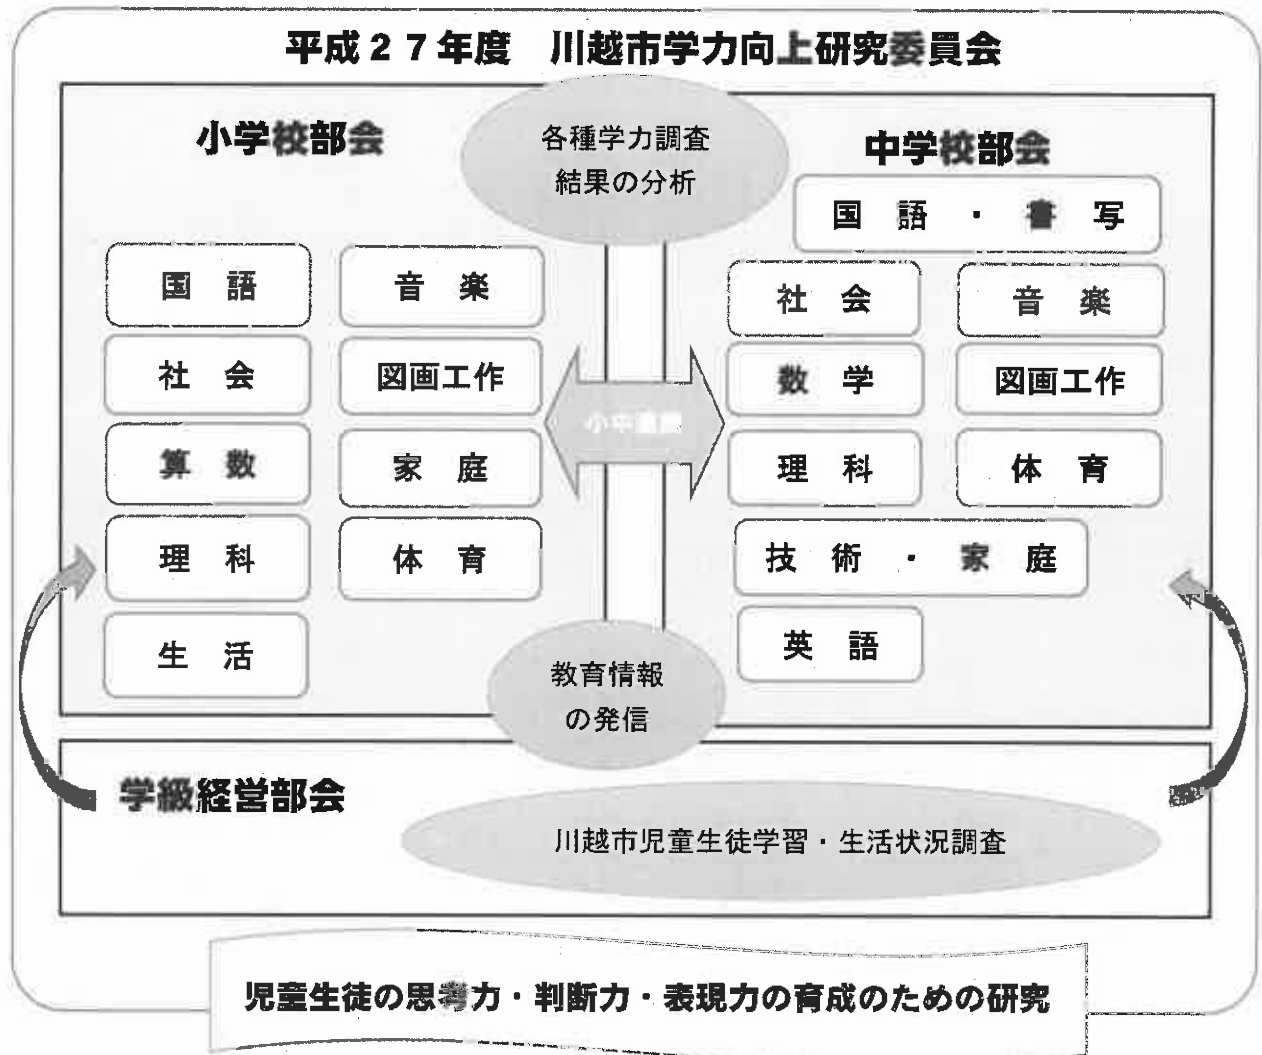 平成27年度 川越市学力向上研究委員会
小学校部会
各種学力調査
結果の分析
中学校部会
国語・書写
国語
音楽
社会
図画工作
算数
家庭
理科
体育
生活
社会
音楽
数学
図画工作
理科
体育
技術・家庭
英語
教育情報
の発信
学級経営部会
川越市児童生徒学習・生活状況調査
児童生徒の思考力・判断力・表現力の育成のための研究